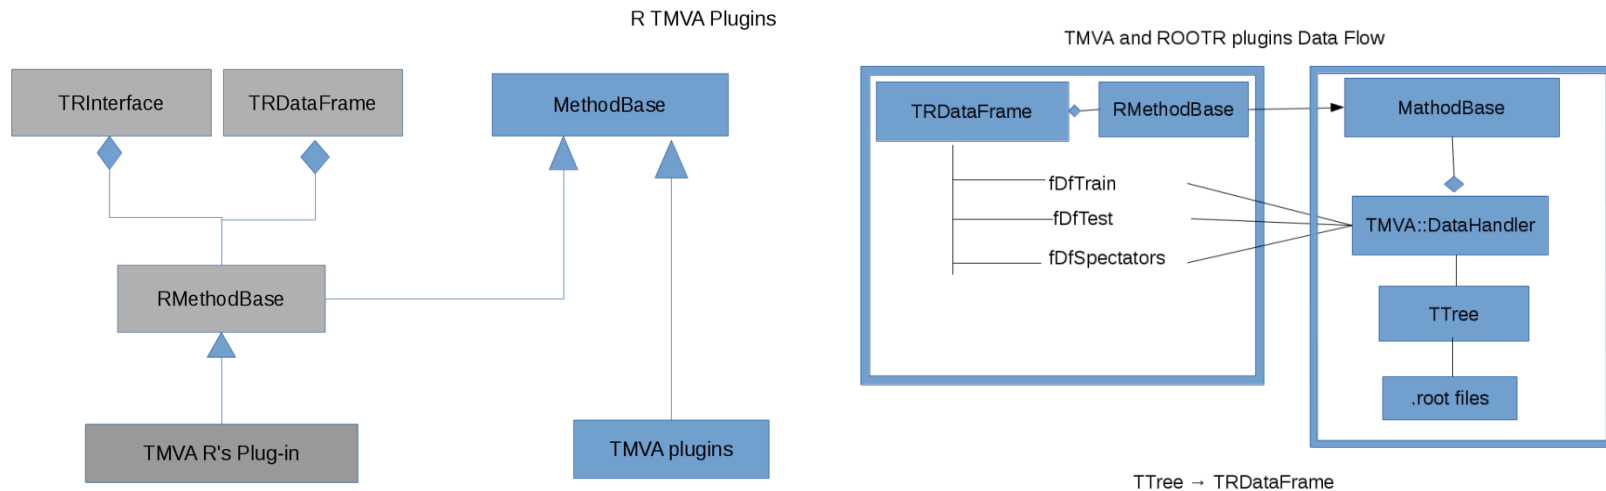 R TMVA Plugins
TRInterface
TRDataFrame
MethodBase
RMethodBase
TMVA R's Plug-in
TMVA plugins
TMVA and ROOTR plugins Data Flow
TRDataFrame
RMethodBase
MathodBase
fDfTrain
fDfTest
fDfSpectators
TMVA::DataHandler
TTree
.root files
TTree → TRDataFrame